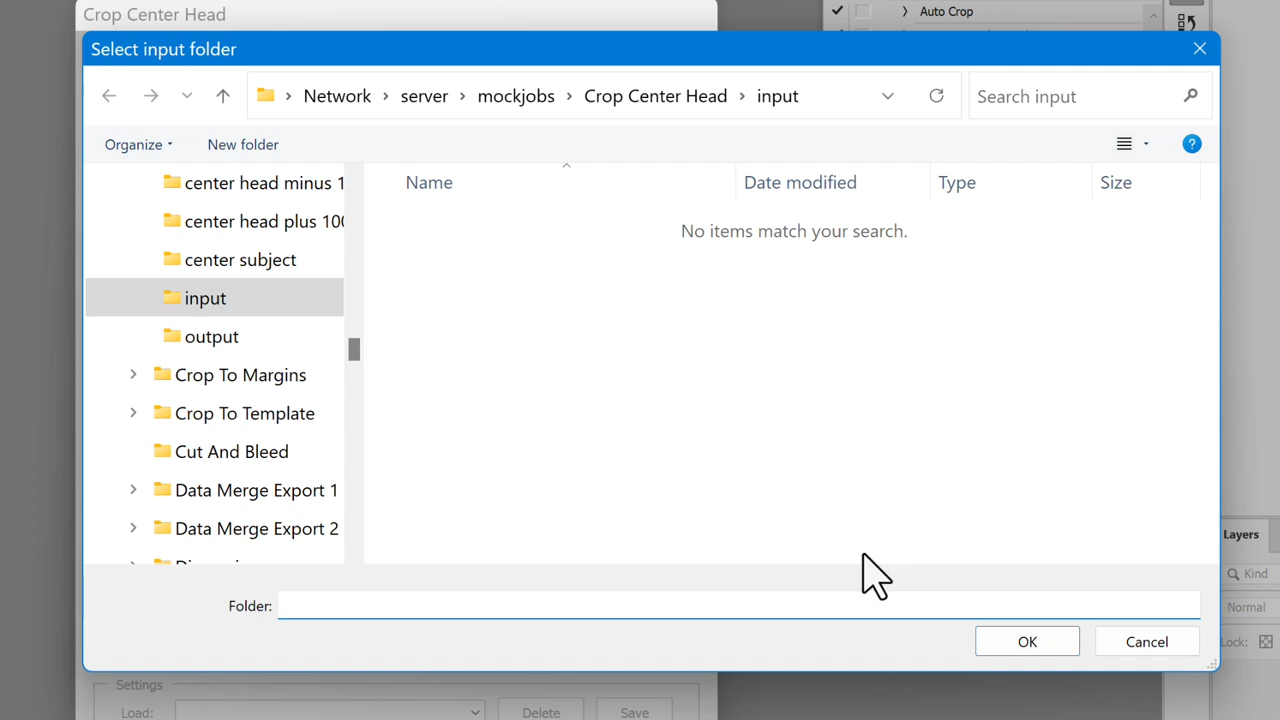 Crop Center Head
Auto Crop
Select input folder
Network server mockjobs Crop Center Head input
Search input
Organize New folder
Name Date modified Type Size
No items match your search.
center head minus 1
center head plus 100
center subject
input
output
Crop To Margins
Crop To Template
Cut And Bleed
Data Merge Export 1
Data Merge Export 2
Folder:
OK Cancel
Layers
Kind
Normal
Lock:
Settings
Load: Delete Save